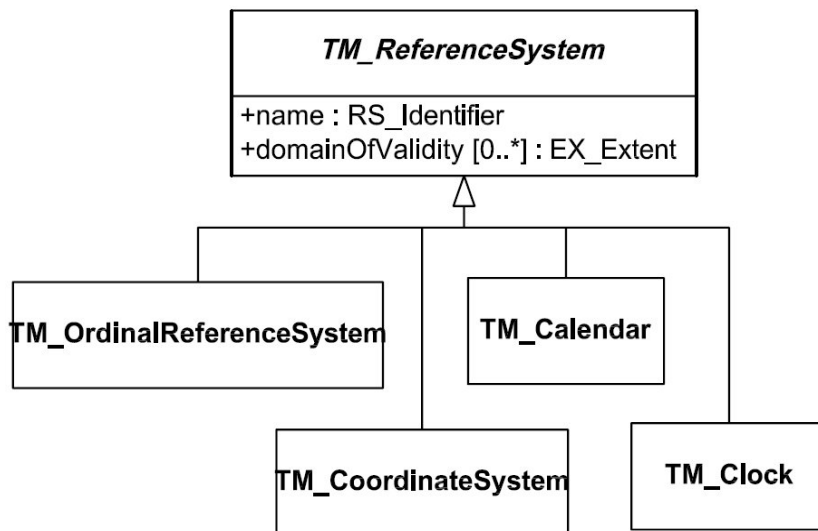 TM_ReferenceSystem
+name : RS_Identifier
+domainOfValidity [0..*] : EX_Extent
TM_OrdinalReferenceSystem
TM_Calendar
TM_CoordinateSystem
TM_Clock